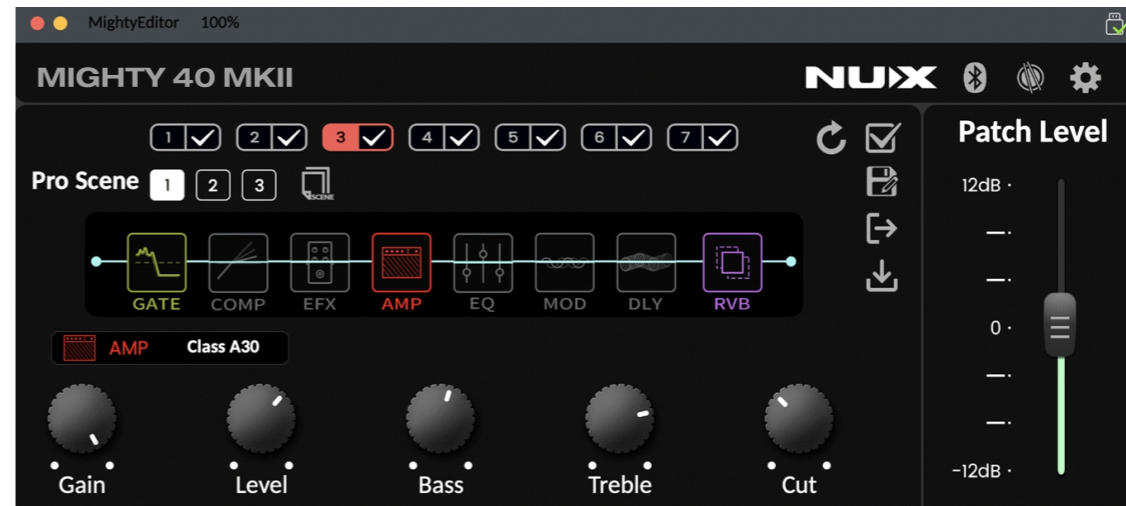 MightyEditor 100%
MIGHTY 40 MKII
NUX
1 2 3 4 5 6 7
Patch Level
Pro Scene 1 2 3
SCENE
12dB
0
-12dB
GATE COMP EFX AMP EQ MOD DLY RVB
AMP Class A30
Gain Level Bass Treble Cut